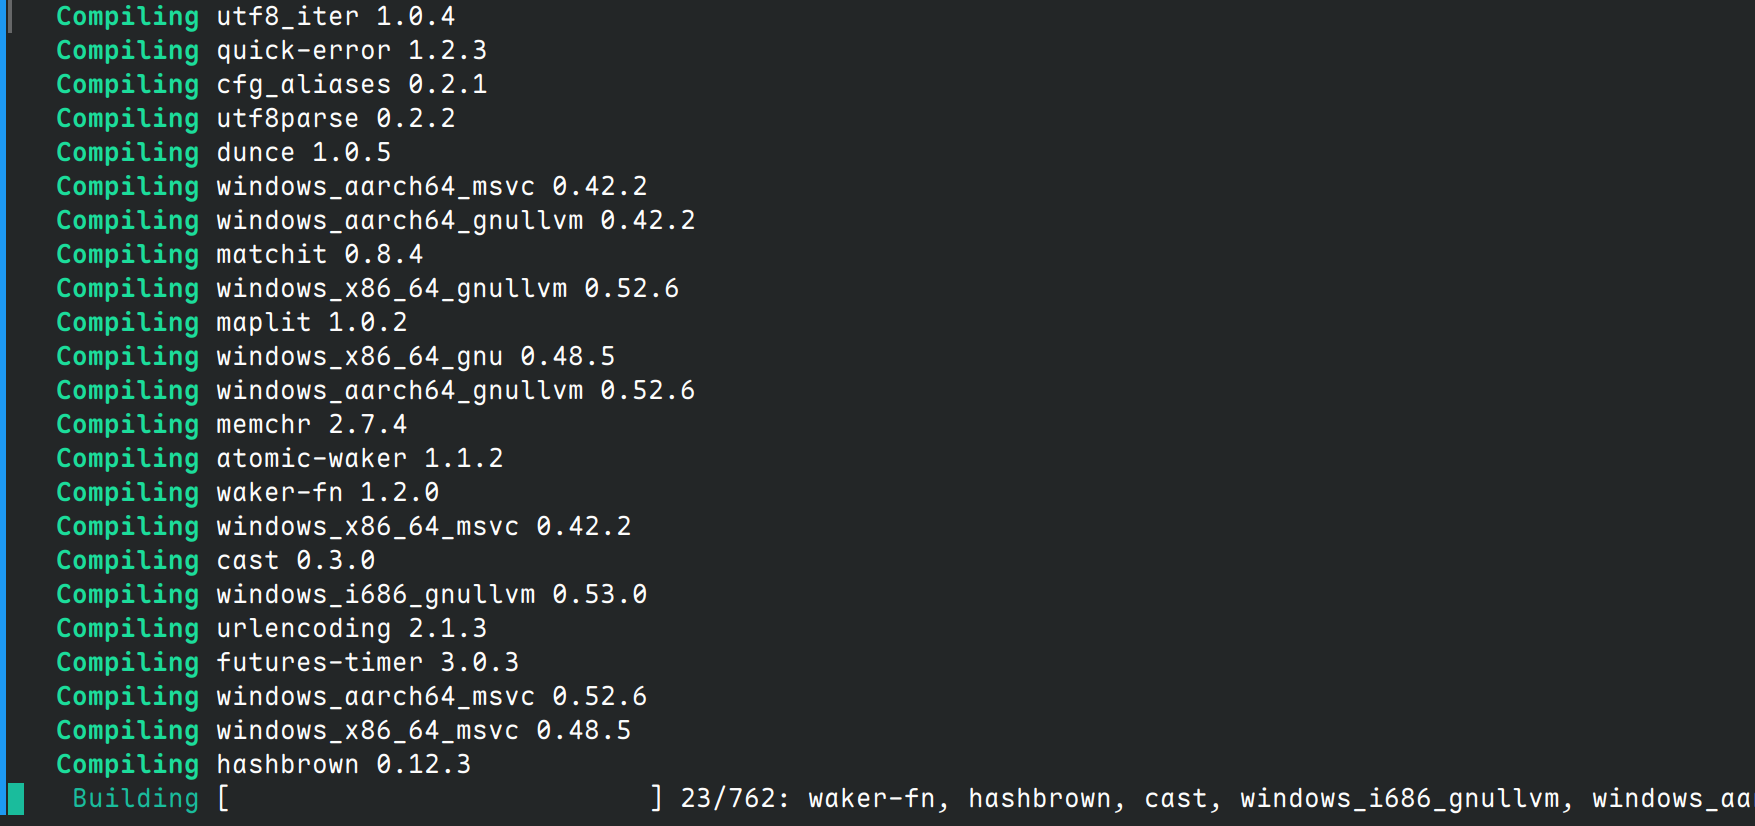 Compiling utf8_iter 1.0.4
Compiling quick-error 1.2.3
Compiling cfg_aliases 0.2.1
Compiling utf8parse 0.2.2
Compiling dunce 1.0.5
Compiling windows_aarch64_msvc 0.42.2
Compiling windows_aarch64_gnullvm 0.42.2
Compiling matchit 0.8.4
Compiling windows_x86_64_gnullvm 0.52.6
Compiling maplit 1.0.2
Compiling windows_x86_64_gnu 0.48.5
Compiling windows_aarch64_gnullvm 0.52.6
Compiling memchr 2.7.4
Compiling atomic-waker 1.1.2
Compiling waker-fn 1.2.0
Compiling windows_x86_64_msvc 0.42.2
Compiling cast 0.3.0
Compiling windows_i686_gnullvm 0.53.0
Compiling urlencoding 2.1.3
Compiling futures-timer 3.0.3
Compiling windows_aarch64_msvc 0.52.6
Compiling windows_x86_64_msvc 0.48.5
Compiling hashbrown 0.12.3
Building [ ] 23/762: waker-fn, hashbrown, cast, windows_i686_gnullvm, windows_aa